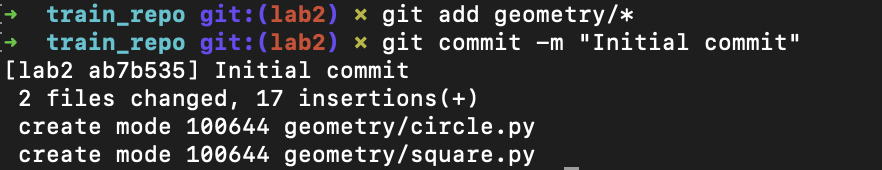 ➜  train_repo git:(lab2) ✗ git add geometry/*
➜  train_repo git:(lab2) ✗ git commit -m "Initial commit"
[lab2 ab7b535] Initial commit
 2 files changed, 17 insertions(+)
 create mode 100644 geometry/circle.py
 create mode 100644 geometry/square.py